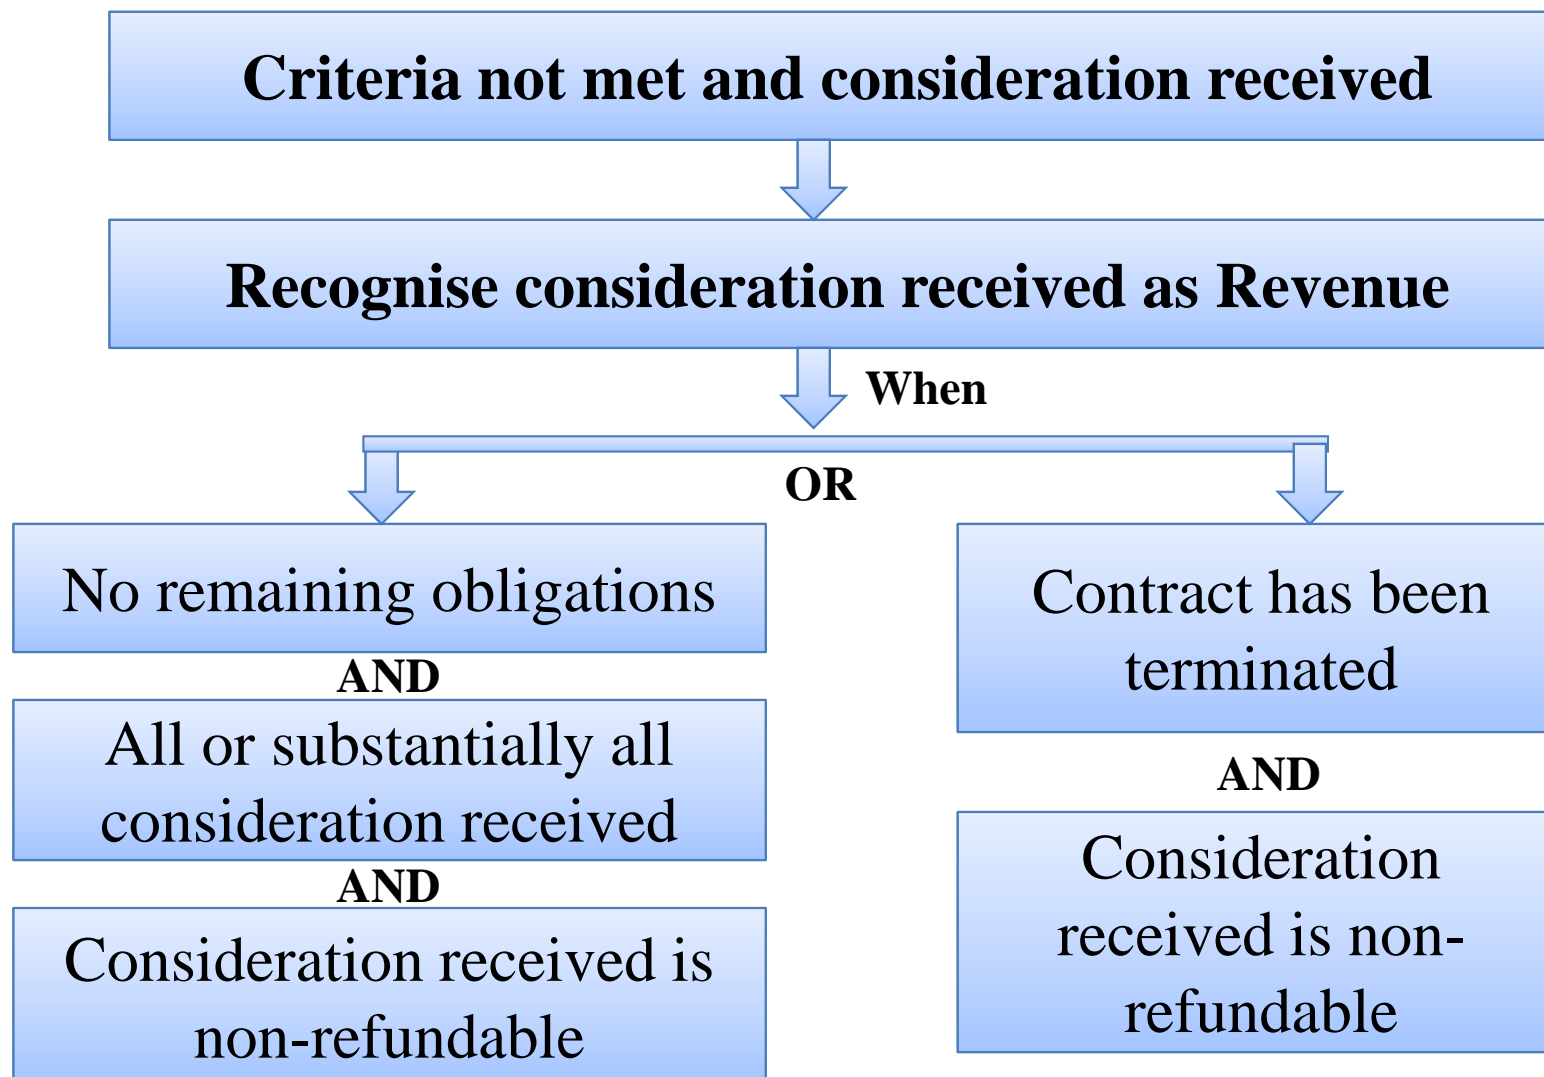 Criteria not met and consideration received
Recognise consideration received as Revenue
When
OR
No remaining obligations
AND
All or substantially all
consideration received
AND
Consideration received is
non-refundable
Contract has been
terminated
AND
Consideration
received is non-
refundable